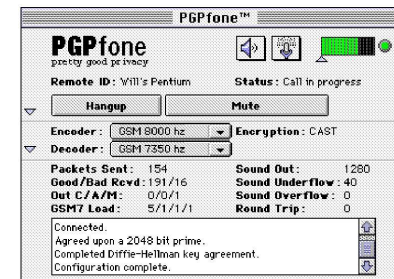 PGPfone™
PGPfone
pretty good privacy
Remote ID: Will's Pentium Status: Call in progress
Hangup Mute
Encoder: GSM 8000 hz Encryption: CAST
Decoder: GSM 7350 hz
Packets Sent: 154 Sound Out: 1280
Good/Bad Rcvd: 191/16 Sound Underflow: 40
Out C/A/M: 0/0/1 Sound Overflow: 0
GSM7 Load: 5/1/1/1 Round Trip: 0
Connected.
Agreed upon a 2048 bit prime.
Completed Diffie-Hellman key agreement.
Configuration complete.